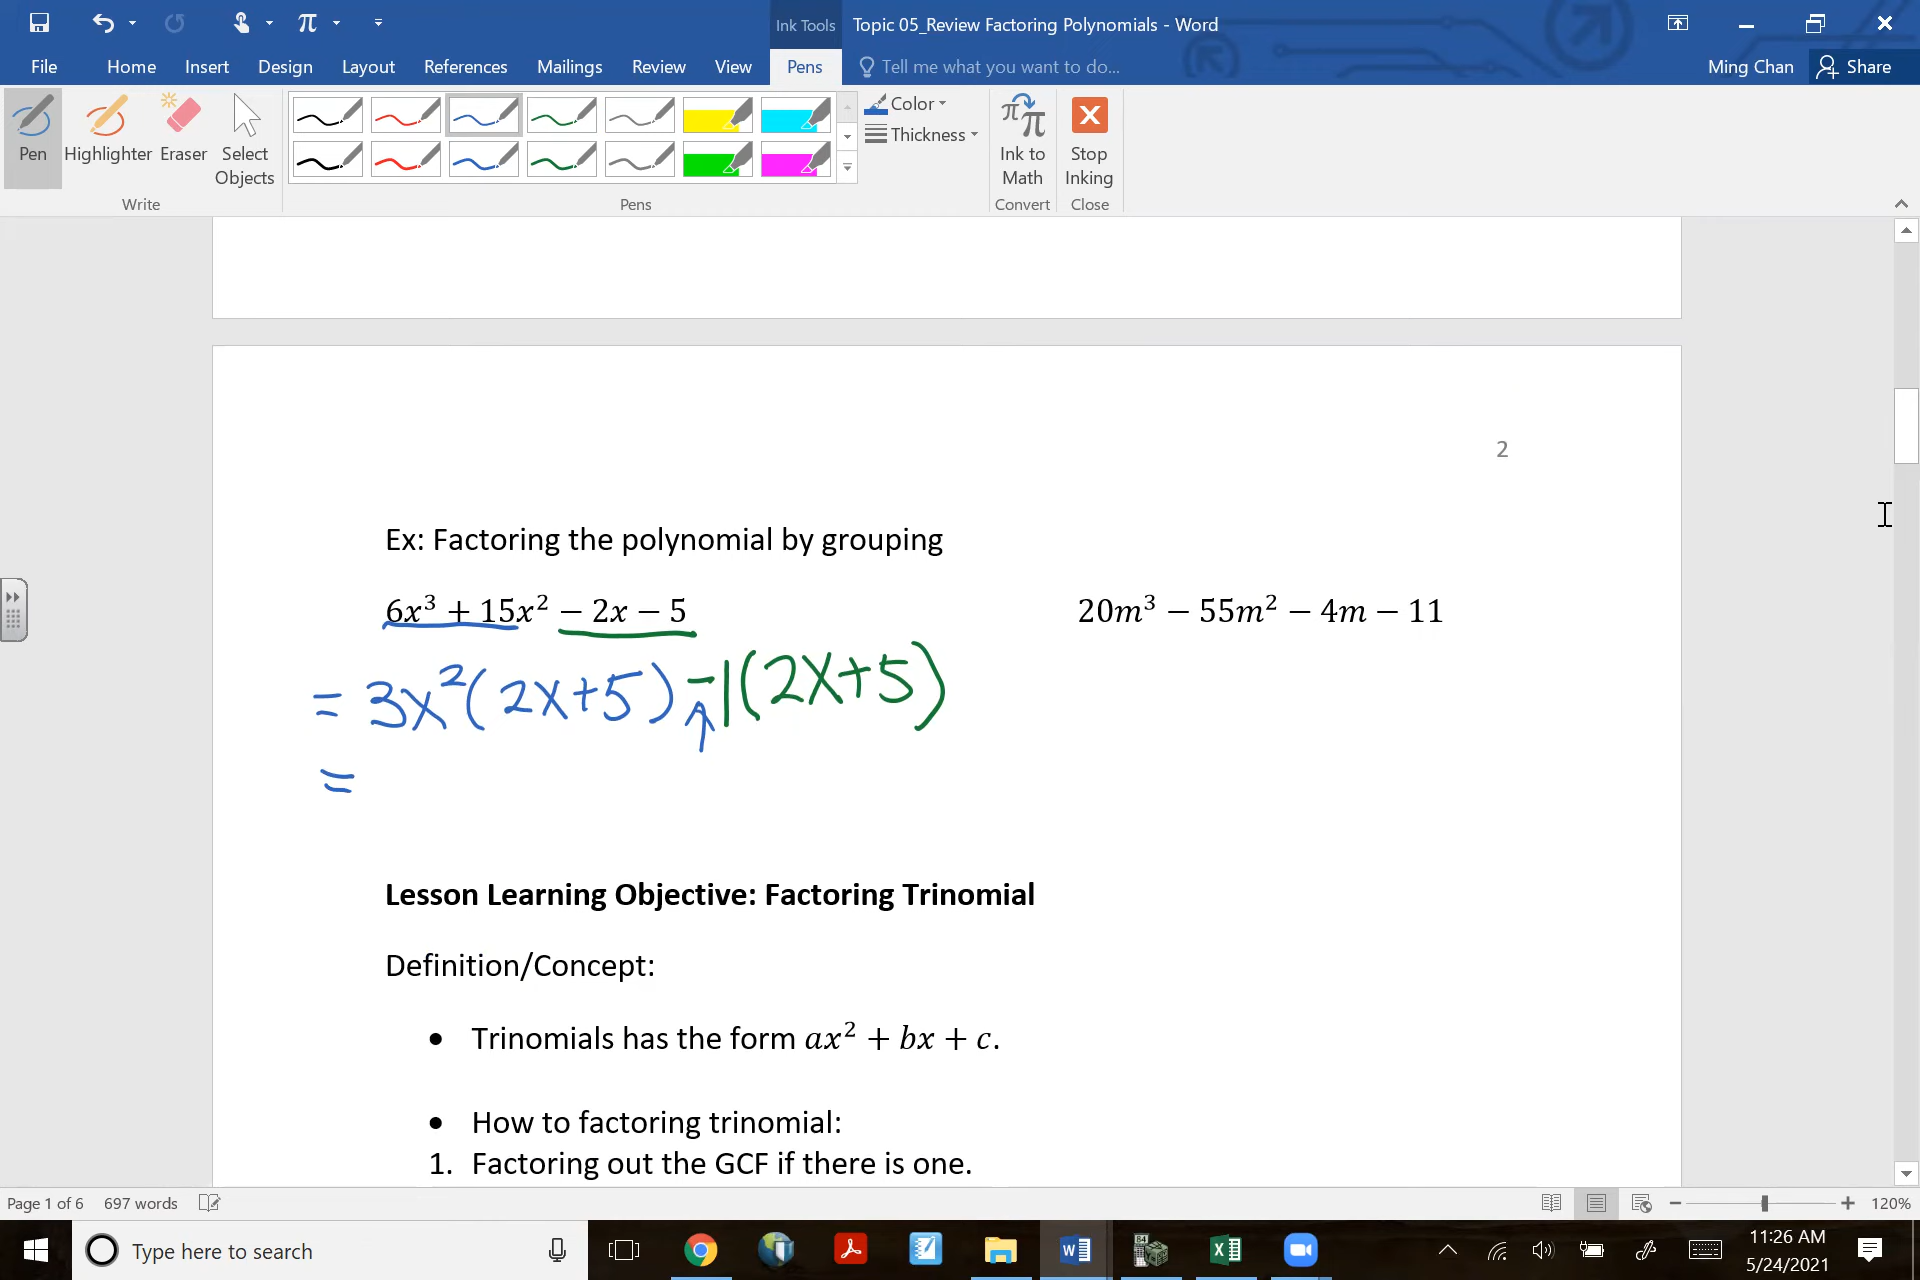 Ink Tools Topic 05_Review Factoring Polynomials - Word
File Home Insert Design Layout References Mailings Review View Pens Tell me what you want to do... Ming Chan Share
Pen Highlighter Eraser Select Objects Color Thickness Ink to Math Stop Inking
Write Pens Convert Close
2
Ex: Factoring the polynomial by grouping
6x³ + 15x² − 2x − 5 20m³ − 55m² − 4m − 11
= 3x²(2x+5) −1(2x+5)
=
Lesson Learning Objective: Factoring Trinomial
Definition/Concept:
• Trinomials has the form ax² + bx + c.
• How to factoring trinomial:
1. Factoring out the GCF if there is one.
Page 1 of 6 697 words 120%
Type here to search 11:26 AM
5/24/2021